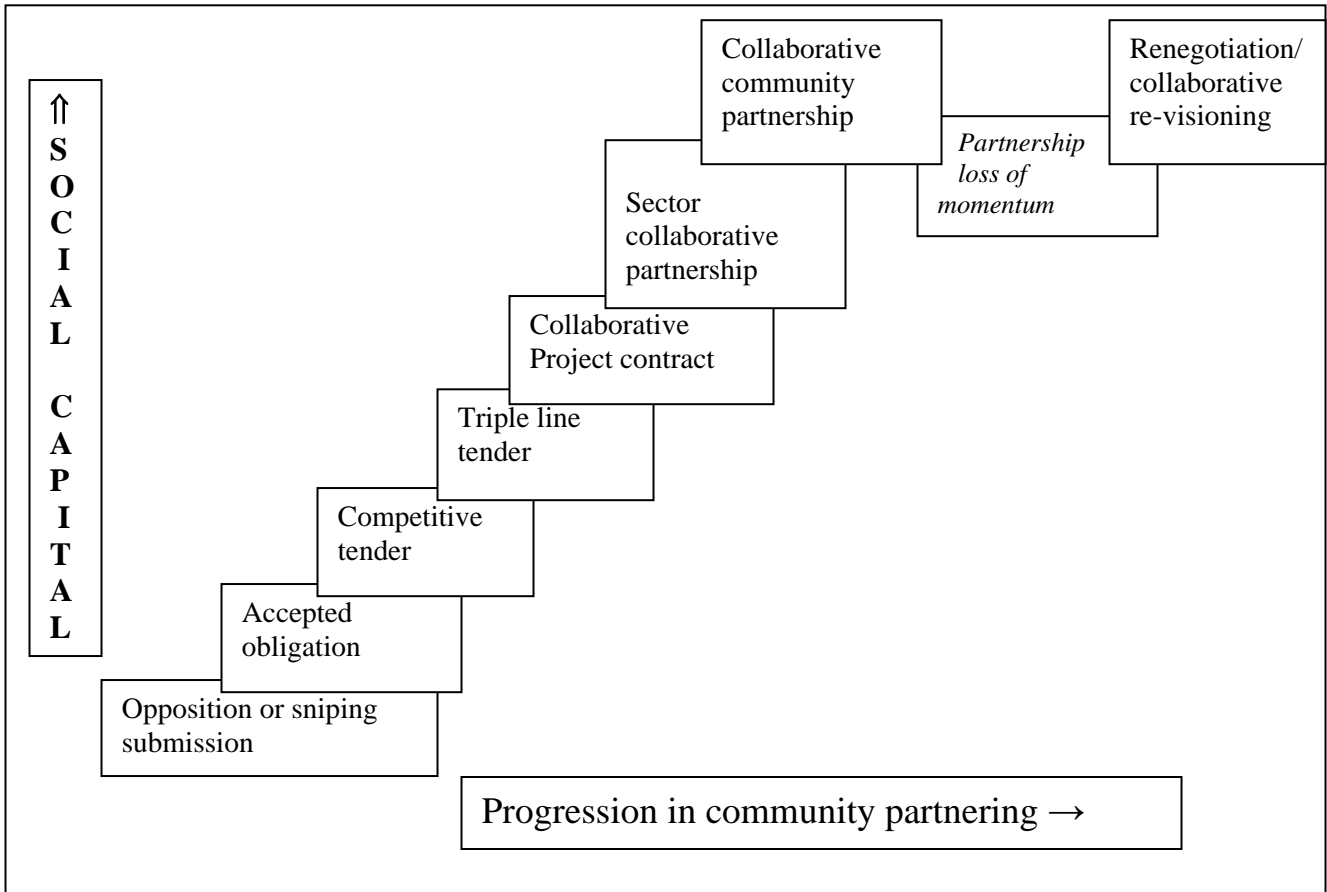 ⇑
S
O
C
I
A
L
C
A
P
I
T
A
L
Collaborative
community
partnership
Renegotiation/
collaborative
re-visioning
Partnership
loss of
momentum
Sector
collaborative
partnership
Collaborative
Project contract
Triple line
tender
Competitive
tender
Accepted
obligation
Opposition or sniping
submission
Progression in community partnering →